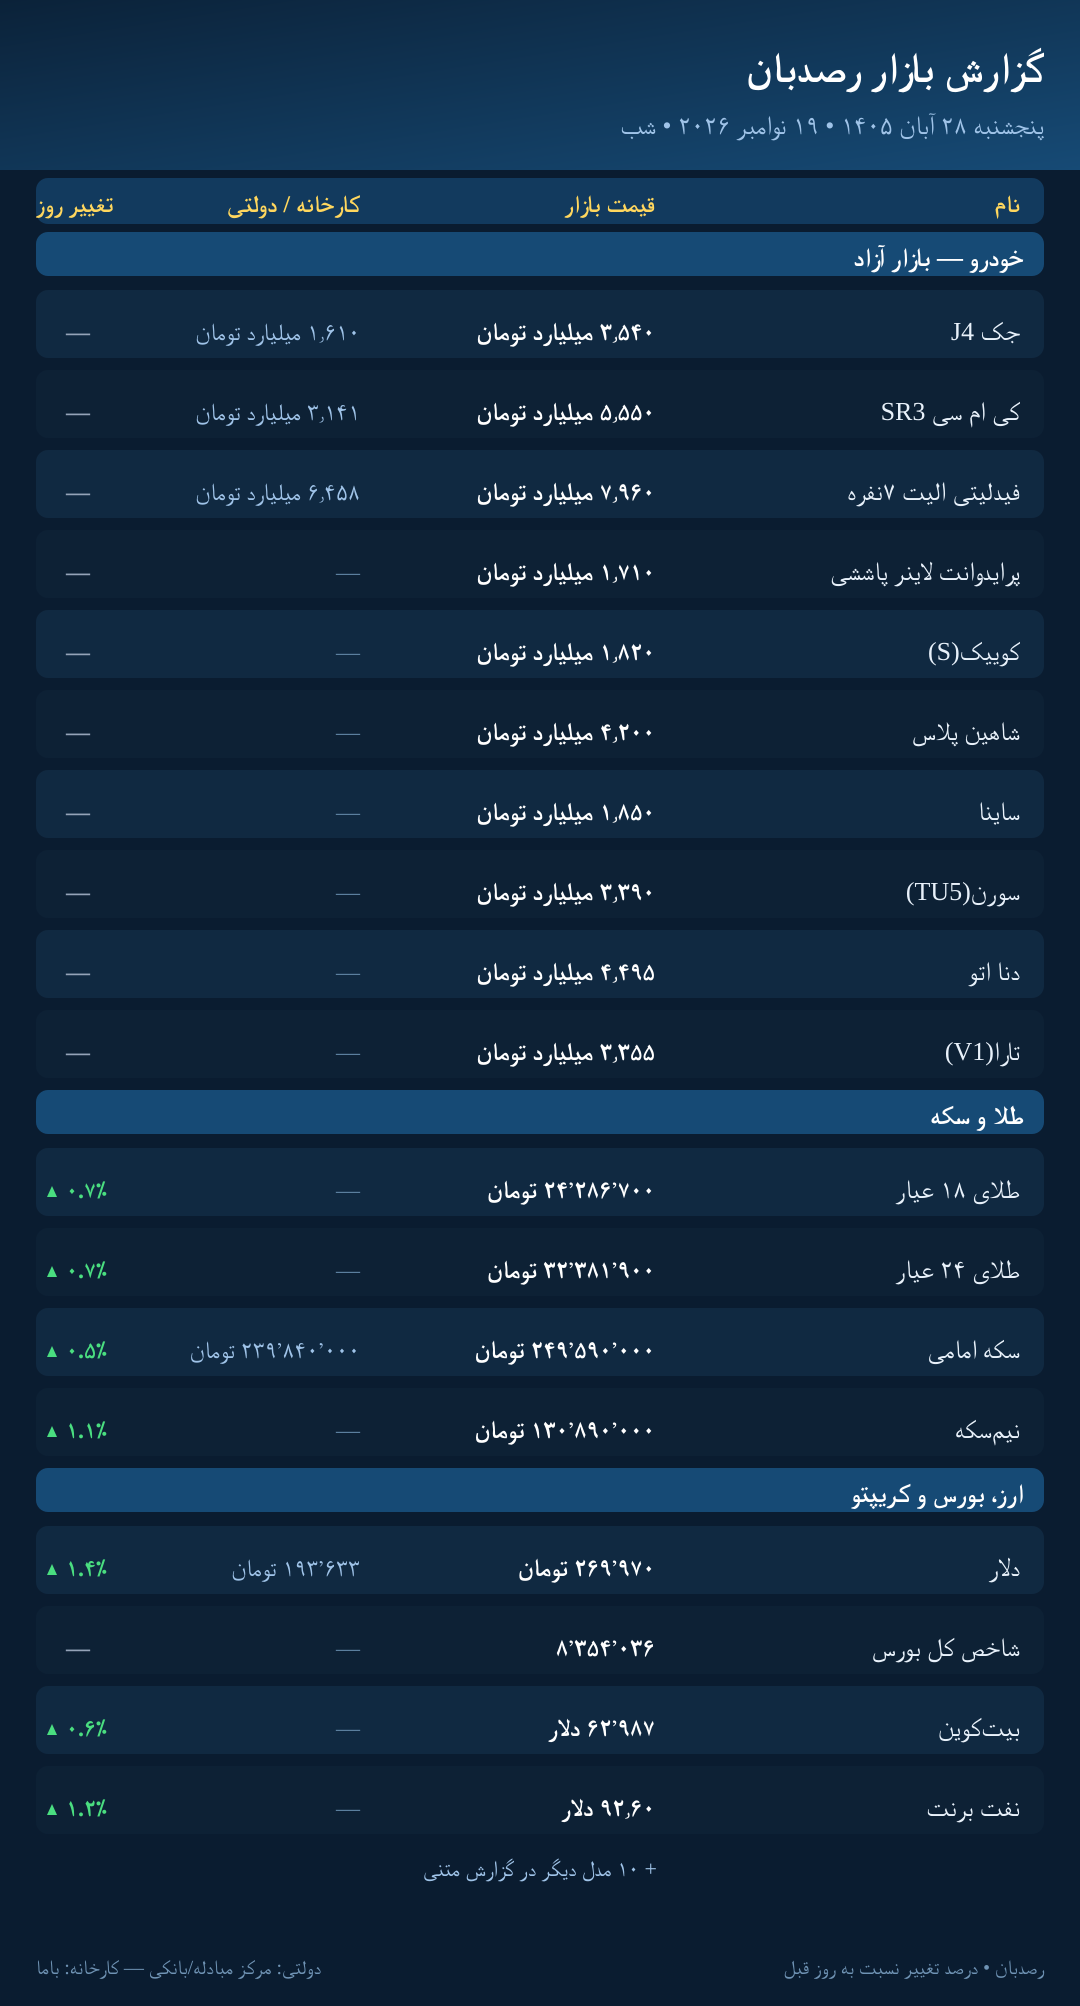 گزارش بازار رصدبان
پنجشنبه ۲۸ آبان ۱۴۰۵ • ۱۹ نوامبر ۲۰۲۶ • شب
نام قیمت بازار کارخانه / دولتی تغییر روز
خودرو — بازار آزاد
جک J4 ۳٫۵۴۰ میلیارد تومان ۱٫۶۱۰ میلیارد تومان —
کی ام سی SR3 ۵٫۵۵۰ میلیارد تومان ۳٫۱۴۱ میلیارد تومان —
فیدلیتی الیت ۷نفره ۷٫۹۶۰ میلیارد تومان ۶٫۴۵۸ میلیارد تومان —
پرایدوانت لاینر پاششی ۱٫۷۱۰ میلیارد تومان — —
کوییک(S) ۱٫۸۲۰ میلیارد تومان — —
شاهین پلاس ۴٫۲۰۰ میلیارد تومان — —
ساینا ۱٫۸۵۰ میلیارد تومان — —
سورن(TU5) ۳٫۳۹۰ میلیارد تومان — —
دنا اتو ۴٫۴۹۵ میلیارد تومان — —
تارا(V1) ۳٫۳۵۵ میلیارد تومان — —
طلا و سکه
طلای ۱۸ عیار ۲۴٬۲۸۶٬۷۰۰ تومان — ۰.۷٪ ▲
طلای ۲۴ عیار ۳۲٬۳۸۱٬۹۰۰ تومان — ۰.۷٪ ▲
سکه امامی ۲۴۹٬۵۹۰٬۰۰۰ تومان ۲۳۹٬۸۴۰٬۰۰۰ تومان ۰.۵٪ ▲
نیم‌سکه ۱۳۰٬۸۹۰٬۰۰۰ تومان — ۱.۱٪ ▲
ارز، بورس و کریپتو
دلار ۲۶۹٬۹۷۰ تومان ۱۹۳٬۶۳۳ تومان ۱.۴٪ ▲
شاخص کل بورس ۸٬۳۵۴٬۰۳۶ — —
بیت‌کوین ۶۲٬۹۸۷ دلار — ۰.۶٪ ▲
نفت برنت ۹۲٫۶۰ دلار — ۱.۲٪ ▲
+ ۱۰ مدل دیگر در گزارش متنی
رصدبان • درصد تغییر نسبت به روز قبل دولتی: مرکز مبادله/بانکی — کارخانه: باما